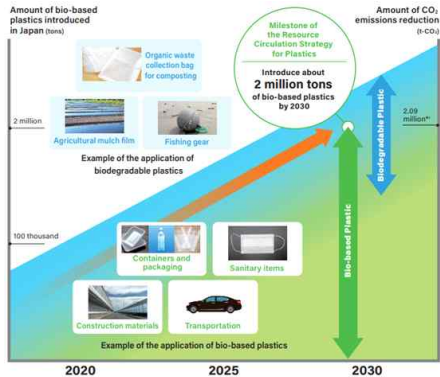 Amount of bio-based
plastics introduced
in Japan (tons)
Amount of CO₂
emissions reduction
(t-CO₂)
Milestone of
the Resource
Circulation Strategy
for Plastics
Introduce about
2 million tons
of bio-based plastics
by 2030
Organic waste
collection bag
for composting
Agricultural mulch film
Fishing gear
Example of the application of
biodegradable plastics
2 million
2.09
million
100 thousand
Biodegradable Plastic
Bio-based Plastic
Containers and
packaging
Sanitary items
Construction materials
Transportation
Example of the application of bio-based plastics
2020
2025
2030